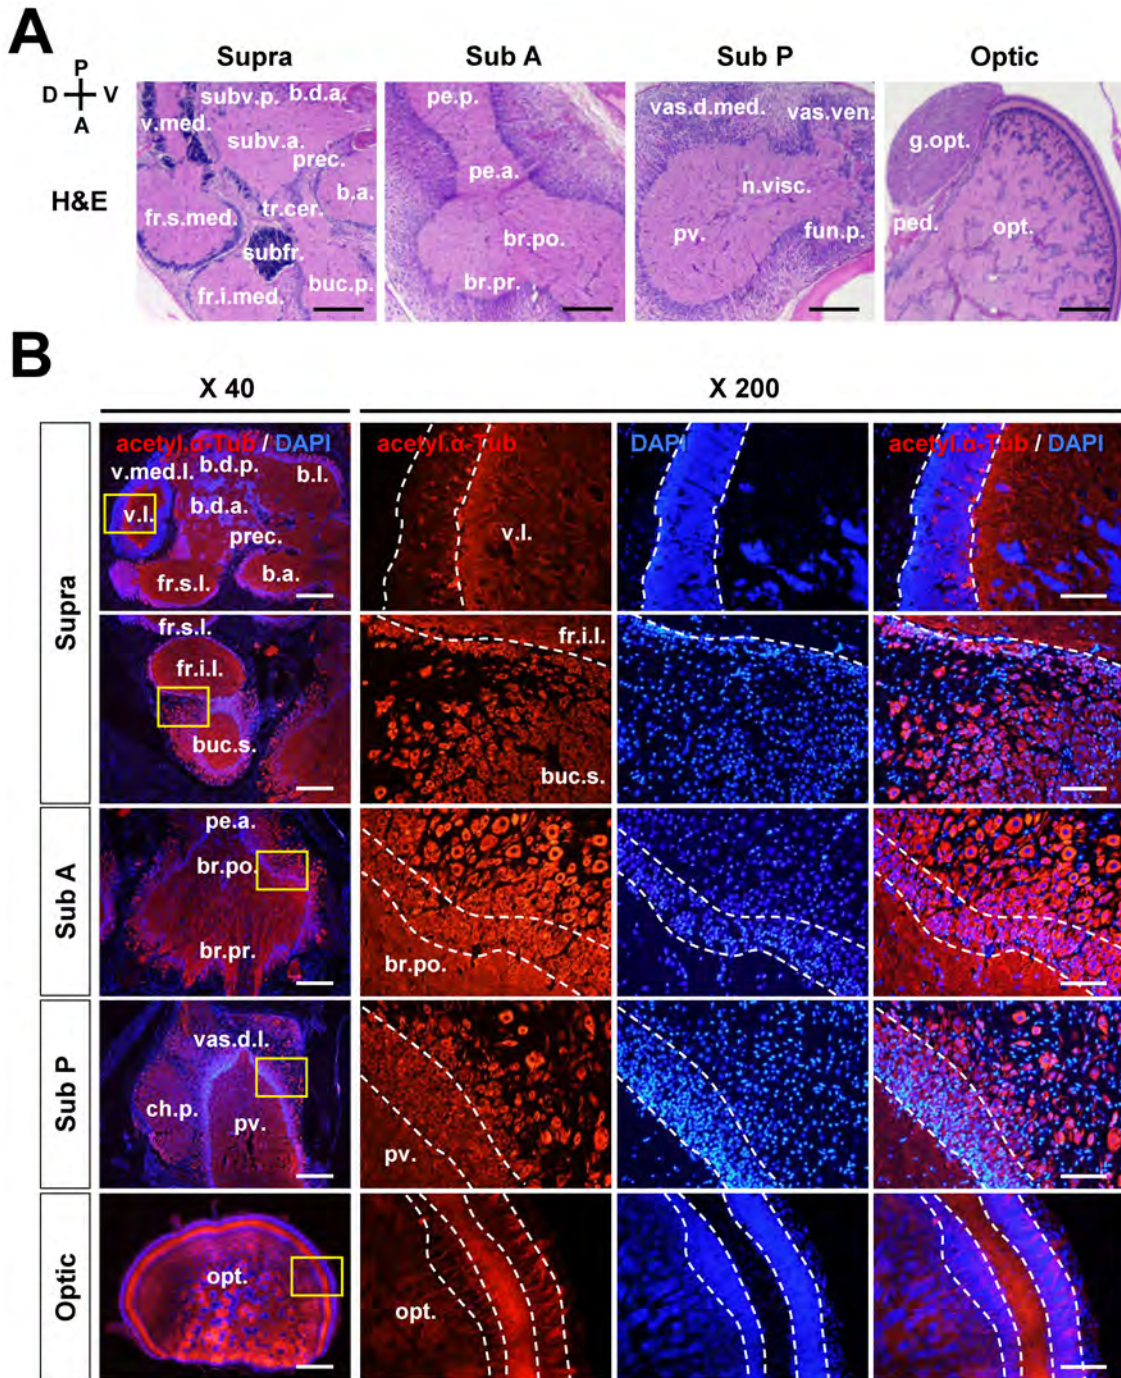 A
P
D V
A
H&E
Supra
Sub A
Sub P
Optic
subv.p.
b.d.a.
v.med.
subv.a.
prec.
b.a.
fr.s.med.
tr.cer.
subfr.
buc.p.
fr.i.med.
pe.p.
pe.a.
br.po.
br.pr.
vas.d.med.
vas.ven.
n.visc.
pv.
fun.p.
g.opt.
ped.
opt.
B
X 40
X 200
Supra
acetyl.α-Tub / DAPI
v.med.l.
b.d.p.
b.l.
v.l.
b.d.a.
prec.
fr.s.l.
b.a.
acetyl.α-Tub
v.l.
DAPI
acetyl.α-Tub / DAPI
fr.s.l.
fr.i.l.
buc.s.
fr.i.l.
buc.s.
Sub A
pe.a.
br.po.
br.pr.
br.po.
Sub P
vas.d.l.
ch.p.
pv.
pv.
Optic
opt.
opt.